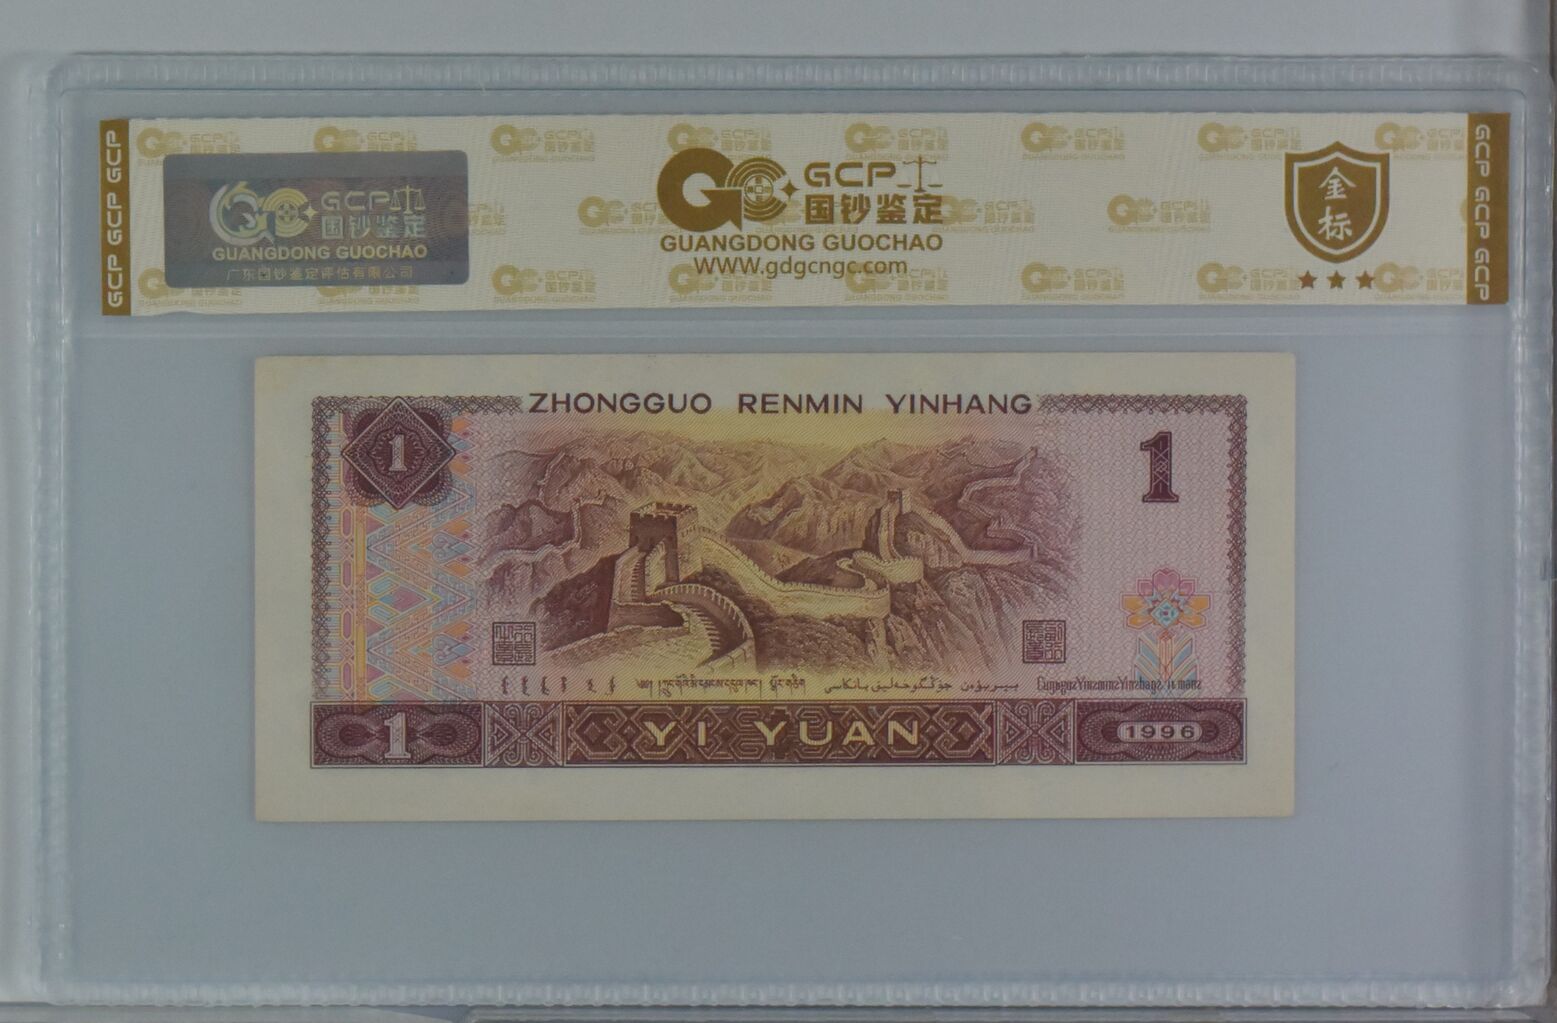 GCP GCP GCP
GCP
国钞鉴定
GUANGDONG GUOCHAO
广东国钞鉴定评估有限公司
GCP
国钞鉴定
GUANGDONG GUOCHAO
WWW.gdgcngc.com
金
标
GCP GCP GCP
ZHONGGUO RENMIN YINHANG
1
1
1
YI YUAN
1996